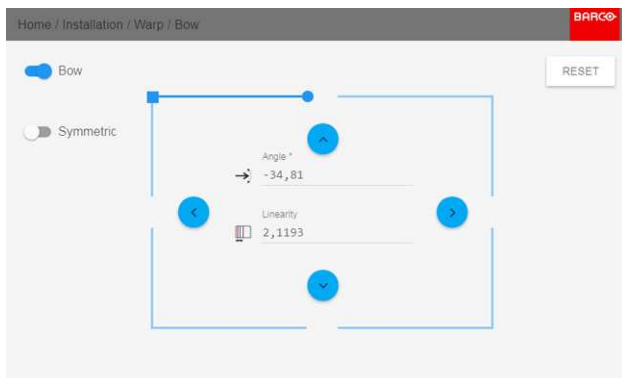 Home / Installation / Warp / Bow
BARCO
Bow
RESET
Symmetric
Angle *
-34,81
Linearity
2,1193